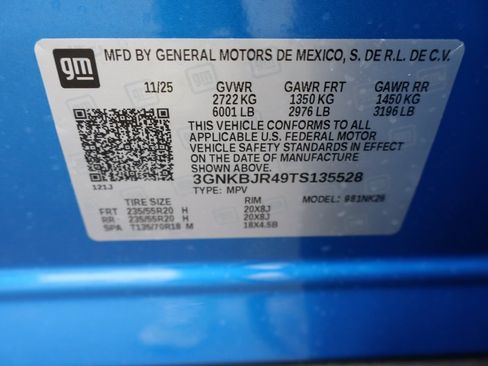 gm
MFD BY GENERAL MOTORS DE MEXICO, S. DE R.L. DE C.V.
11/25 GVWR GAWR FRT GAWR RR
2722 KG 1350 KG 1450 KG
6001 LB 2976 LB 3196 LB
THIS VEHICLE CONFORMS TO ALL
APPLICABLE U.S. FEDERAL MOTOR
VEHICLE SAFETY STANDARDS IN EFFECT
ON THE DATE OF MANUFACTURE
SHOWN ABOVE.
3GNKBJR49TS135528
121J TYPE: MPV MODEL: 981NK26
TIRE SIZE RIM
FRT 235/55R20 H 20X8J
RR 235/55R20 H 20X8J
SPA T135/70R18 M 18X4.5B